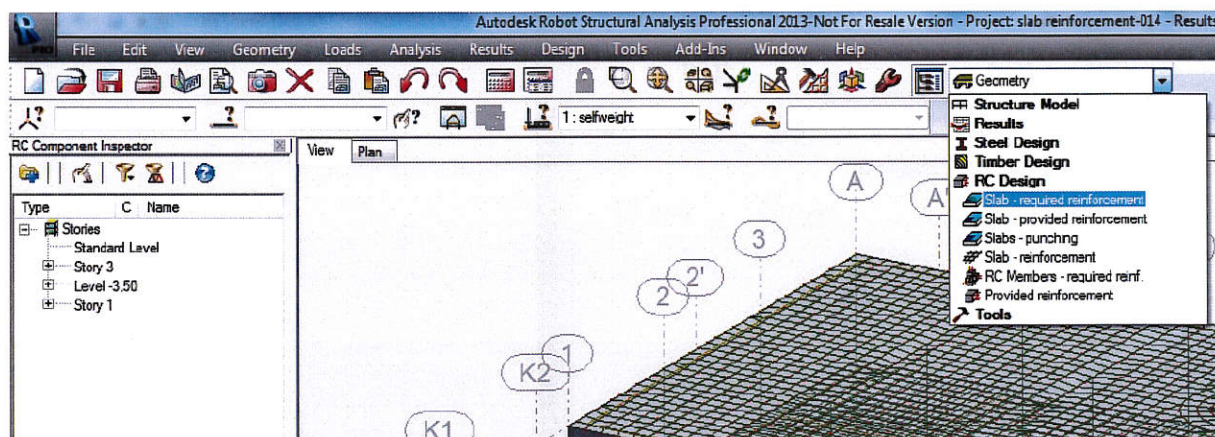 Autodesk Robot Structural Analysis Professional 2013-Not For Resale Version - Project: slab reinforcement-014 - Results
PRO
File Edit View Geometry Loads Analysis Results Design Tools Add-Ins Window Help
Geometry
1 : selfweight
Structure Model
Results
Steel Design
Timber Design
RC Design
Slab - required reinforcement
Slab - provided reinforcement
Slabs - punching
Slab - reinforcement
RC Members - required reinf.
Provided reinforcement
Tools
RC Component Inspector
Type C Name
Stories
Standard Level
Story 3
Level -3.50
Story 1
View Plan
A
A'
3
2'
2
1
K2
K1